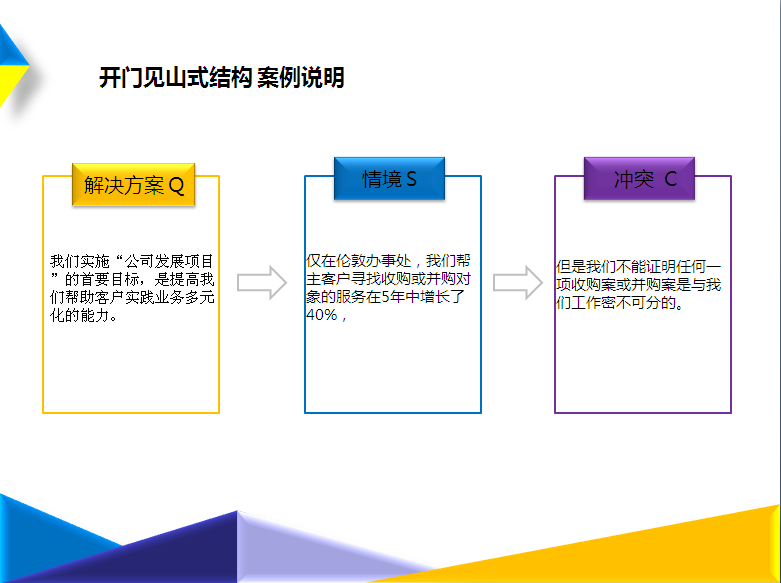 开门见山式结构 案例说明
解决方案 Q
我们实施“公司发展项目
”的首要目标，是提高我
们帮助客户实践业务多元
化的能力。
情境 S
仅在伦敦办事处，我们帮
主客户寻找收购或并购对
象的服务在5年中增长了
40%，
冲突 C
但是我们不能证明任何一
项收购案或并购案是与我
们工作密不可分的。